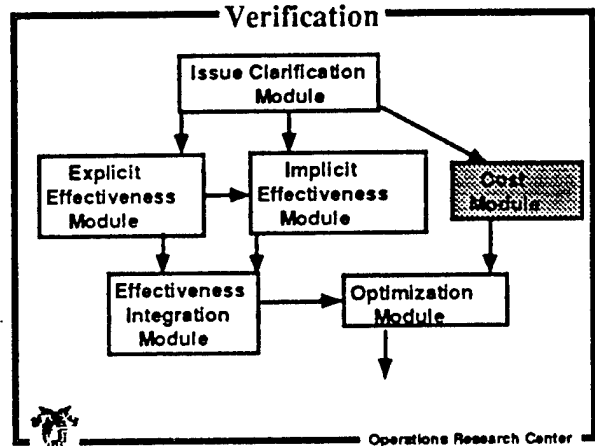 Verification
Issue Clarification
Module
Explicit
Effectiveness
Module
Implicit
Effectiveness
Module
Cost
Module
Effectiveness
Integration
Module
Optimization
Module
Operations Research Center